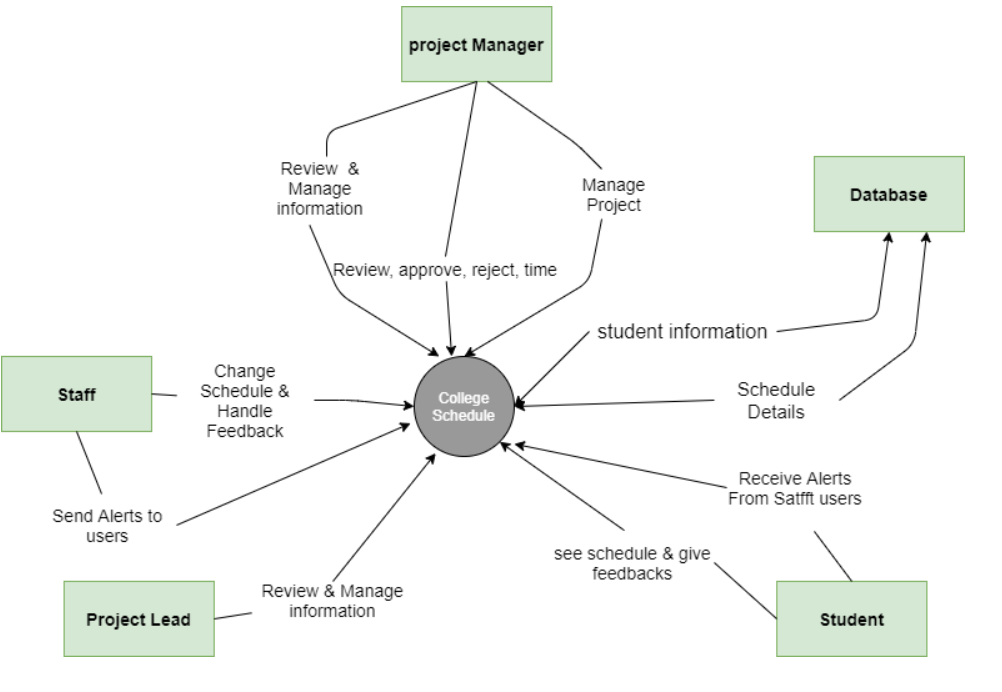 project Manager
Review &
Manage
information
Manage
Project
Database
Review, approve, reject, time
student information
Staff
Change
Schedule &
Handle
Feedback
College
Schedule
Schedule
Details
Receive Alerts
From Satfft users
Send Alerts to
users
see schedule & give
feedbacks
Review & Manage
information
Project Lead
Student